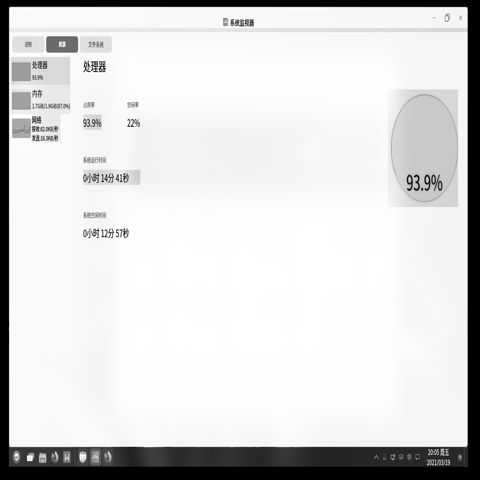 系统监视器
进程
资源
文件系统
处理器
93.9%
内存
1.7GiB/1.9GiB(87.0%)
网络
接收:82.0KB/秒
发送:16.3KB/秒
处理器
占用率
空闲率
93.9%
22%
系统运行时间
0小时 14分 41秒
系统空闲时间
0小时 12分 57秒
93.9%
20:05 周五
2021/03/19